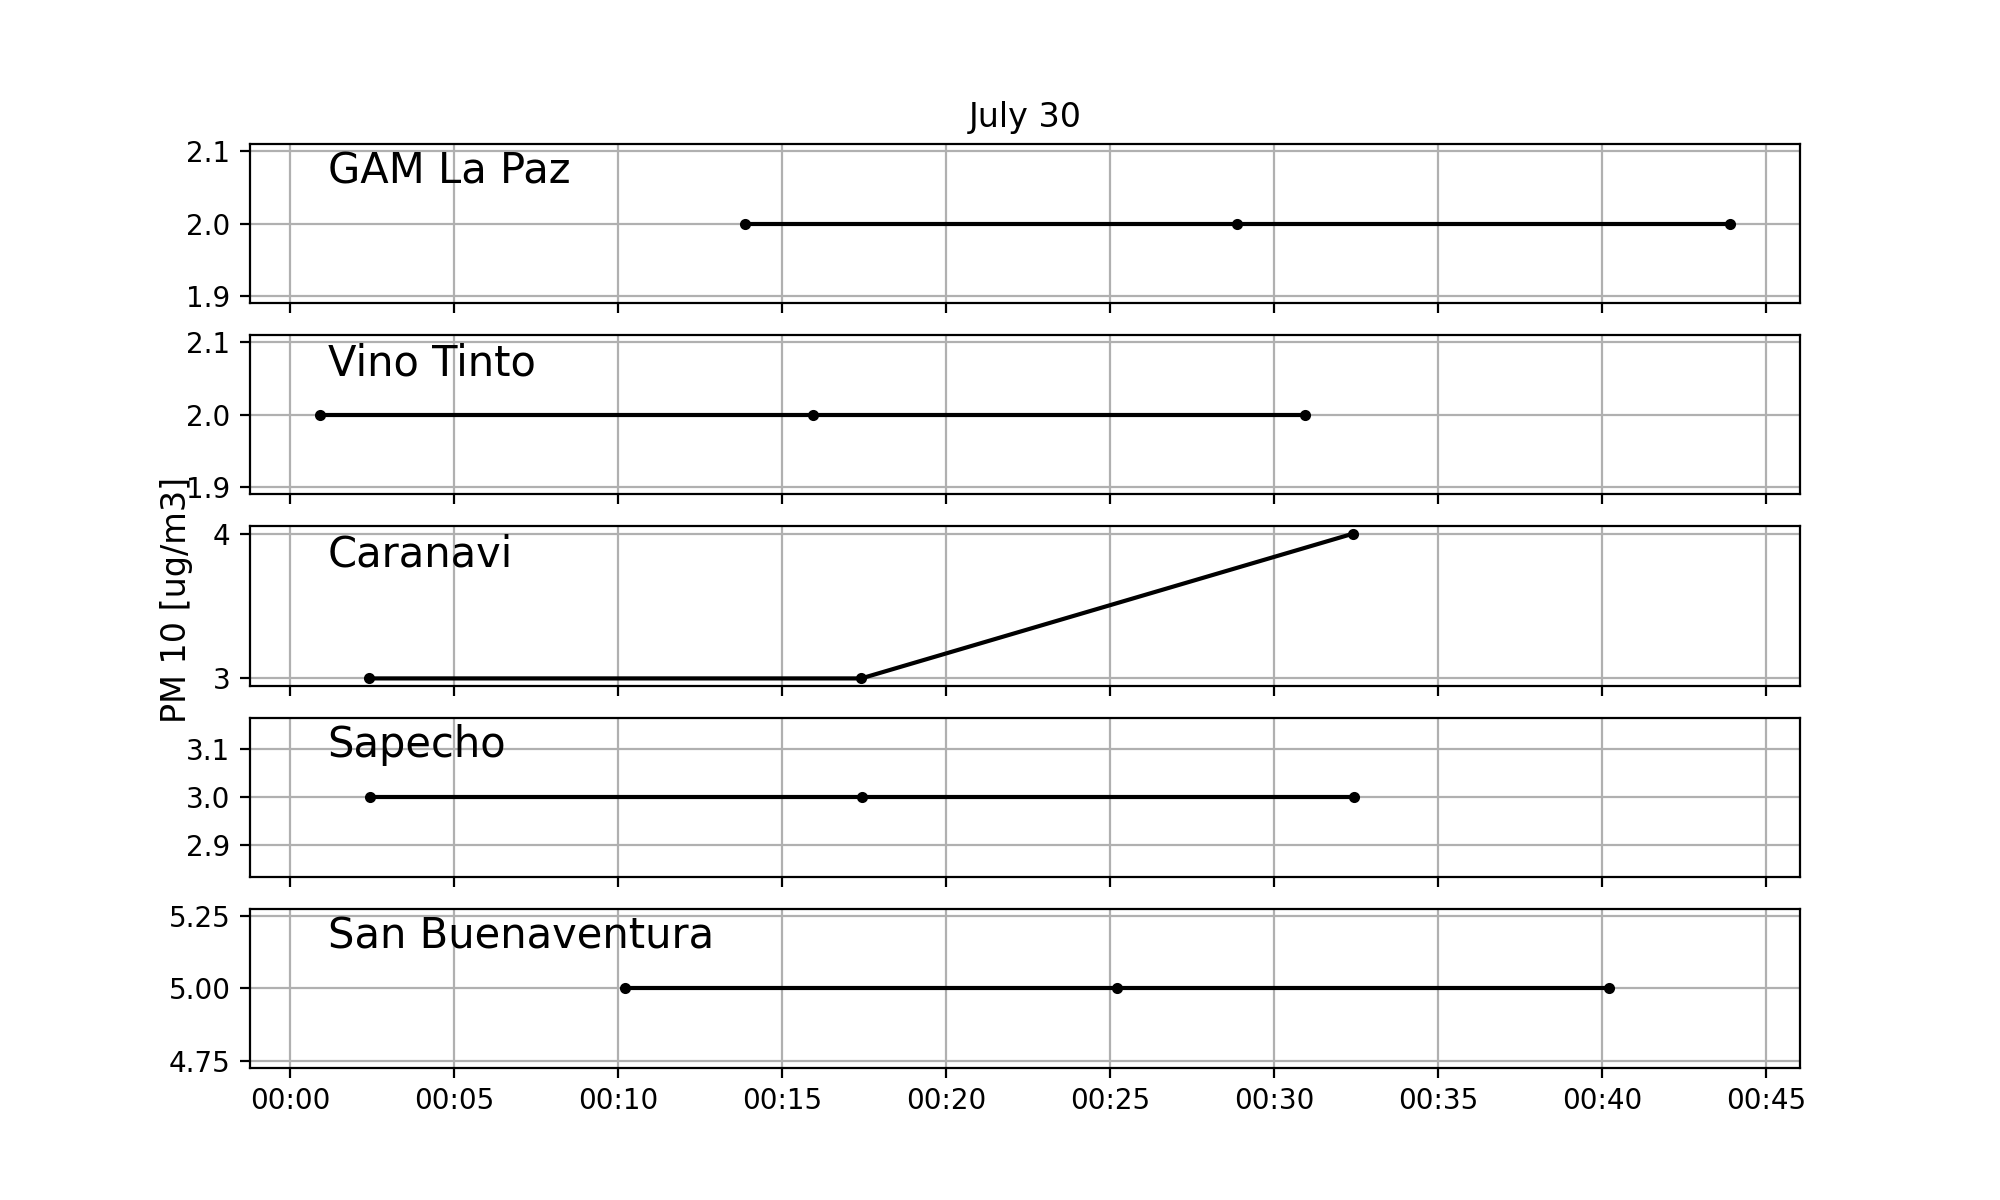 July 30
2.1
GAM La Paz
2.0
1.9
2.1
Vino Tinto
2.0
1.9
PM 10 [ug/m3]
4
Caranavi
3
Sapecho
3.1
3.0
2.9
5.25
San Buenaventura
5.00
4.75
00:00 00:05 00:10 00:15 00:20 00:25 00:30 00:35 00:40 00:45